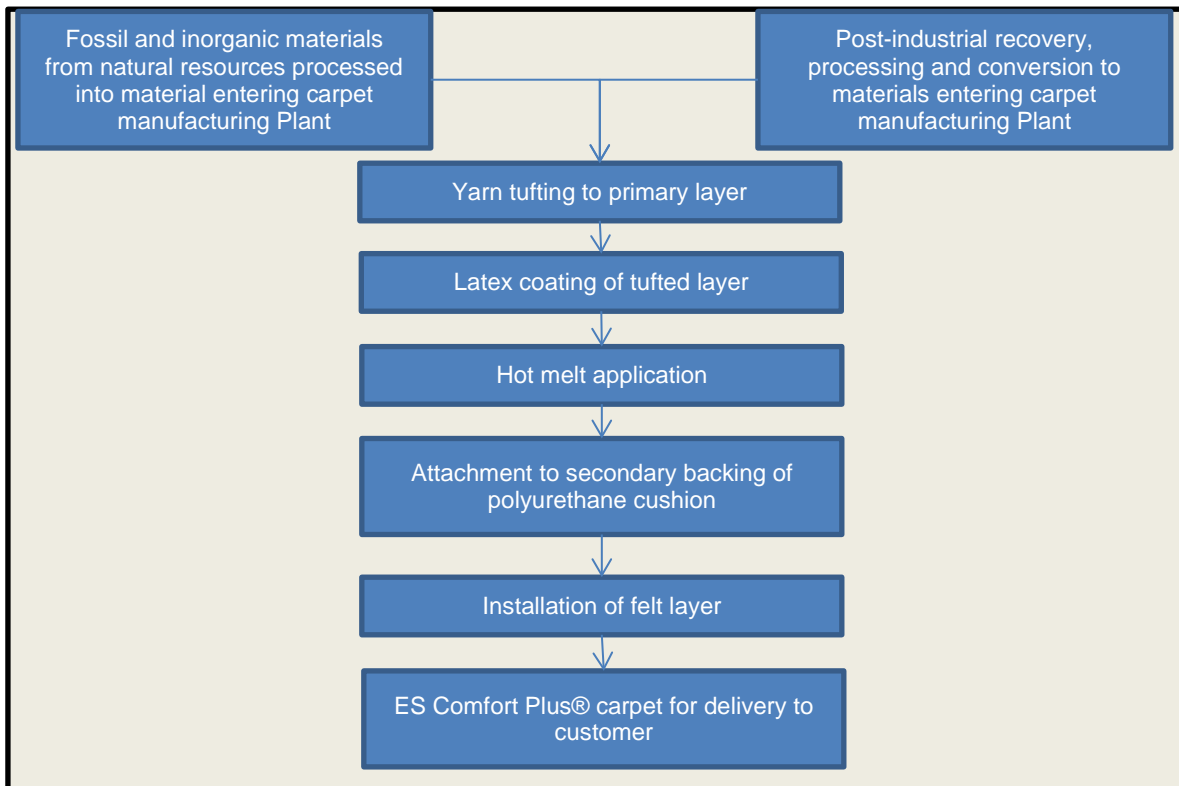 Fossil and inorganic materials
from natural resources processed
into material entering carpet
manufacturing Plant
Post-industrial recovery,
processing and conversion to
materials entering carpet
manufacturing Plant
Yarn tufting to primary layer
Latex coating of tufted layer
Hot melt application
Attachment to secondary backing of
polyurethane cushion
Installation of felt layer
ES Comfort Plus® carpet for delivery to
customer